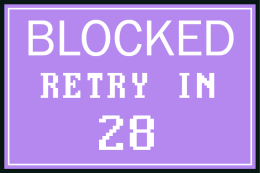 BLOCKED
RETRY IN
28